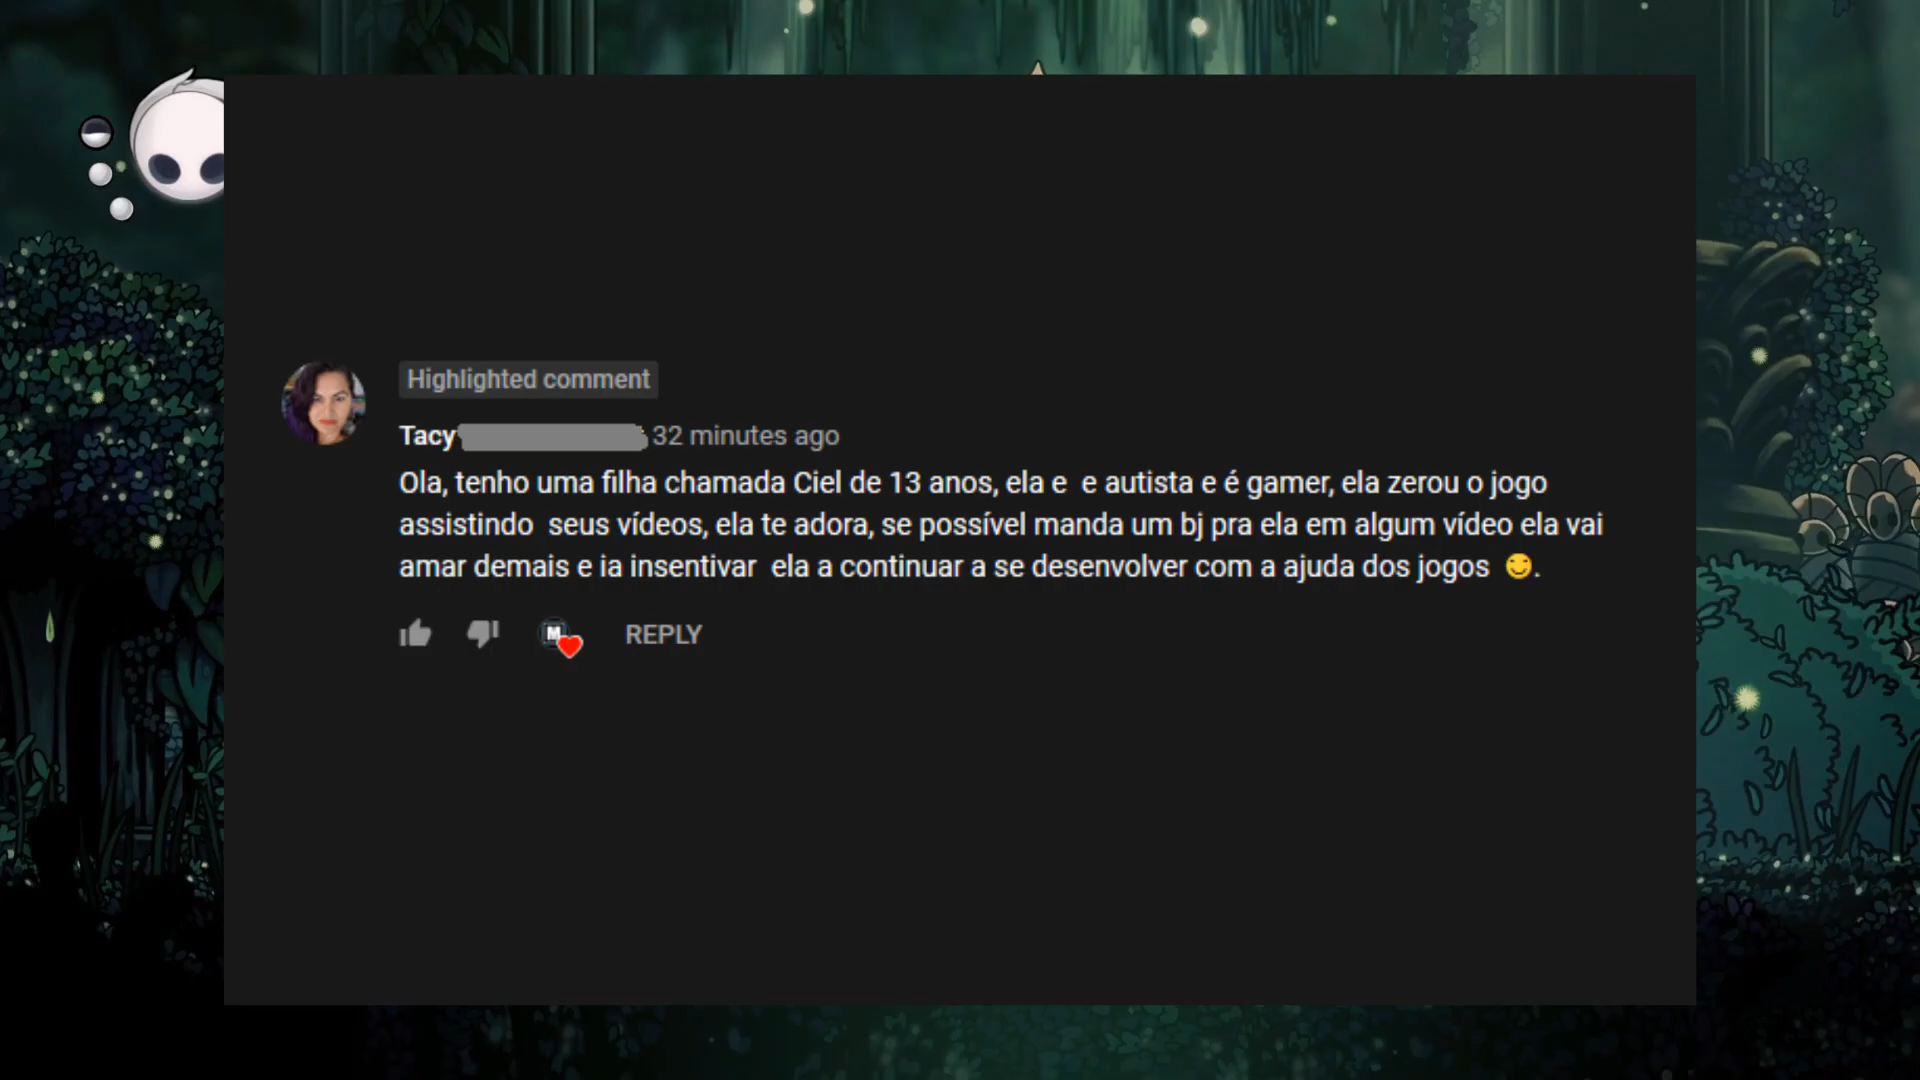 Highlighted comment
Tacy 32 minutes ago
Ola, tenho uma filha chamada Ciel de 13 anos, ela e  e autista e é gamer, ela zerou o jogo
assistindo  seus vídeos, ela te adora, se possível manda um bj pra ela em algum vídeo ela vai
amar demais e ia insentivar  ela a continuar a se desenvolver com a ajuda dos jogos 😊.
M REPLY